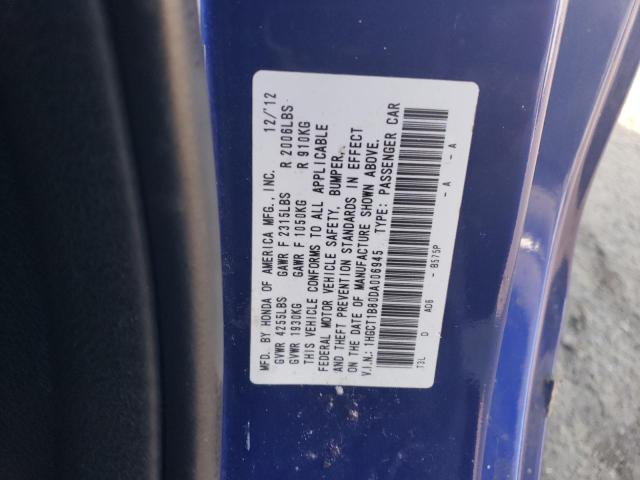 MFD. BY HONDA OF AMERICA MFG., INC. 12/'12
GVWR 4255LBS GAWR F 2315LBS R 2006LBS
GVWR 1930KG GAWR F 1050KG R 910KG
THIS VEHICLE CONFORMS TO ALL APPLICABLE
FEDERAL MOTOR VEHICLE SAFETY, BUMPER,
AND THEFT PREVENTION STANDARDS IN EFFECT
ON THE DATE OF MANUFACTURE SHOWN ABOVE.
V.I.N.: 1HGCT1B80DA006945 TYPE: PASSENGER CAR
T3L D AD6 - B575P - A - A